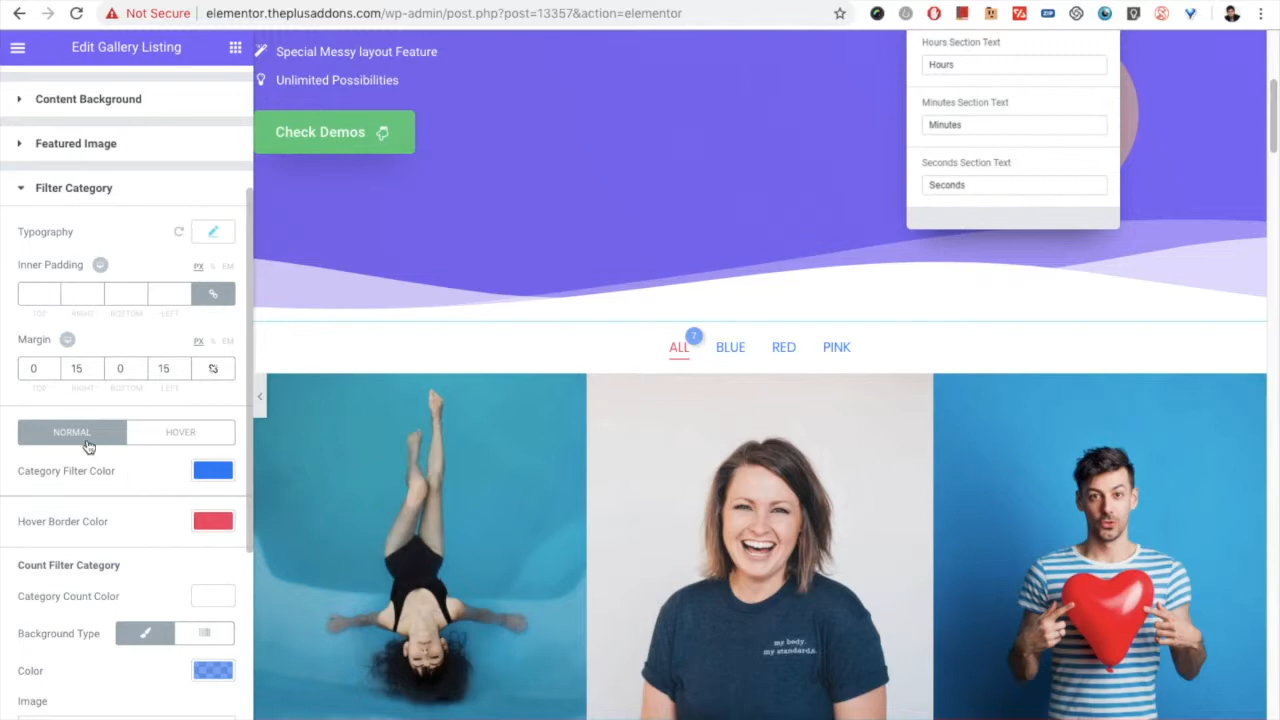 Not Secure elementor.theplusaddons.com/wp-admin/post.php?post=13357&action=elementor
ZIP
Edit Gallery Listing
Content Background
Featured Image
Filter Category
Typography
Inner Padding
PX % EM
TOP RIGHT BOTTOM LEFT
Margin
PX % EM
0 15 0 15
TOP RIGHT BOTTOM LEFT
NORMAL HOVER
Category Filter Color
Hover Border Color
Count Filter Category
Category Count Color
Background Type
Color
Image
Special Messy layout Feature
Unlimited Possibilities
Check Demos
Hours Section Text
Hours
Minutes Section Text
Minutes
Seconds Section Text
Seconds
7
ALL BLUE RED PINK
my body.
my standards.